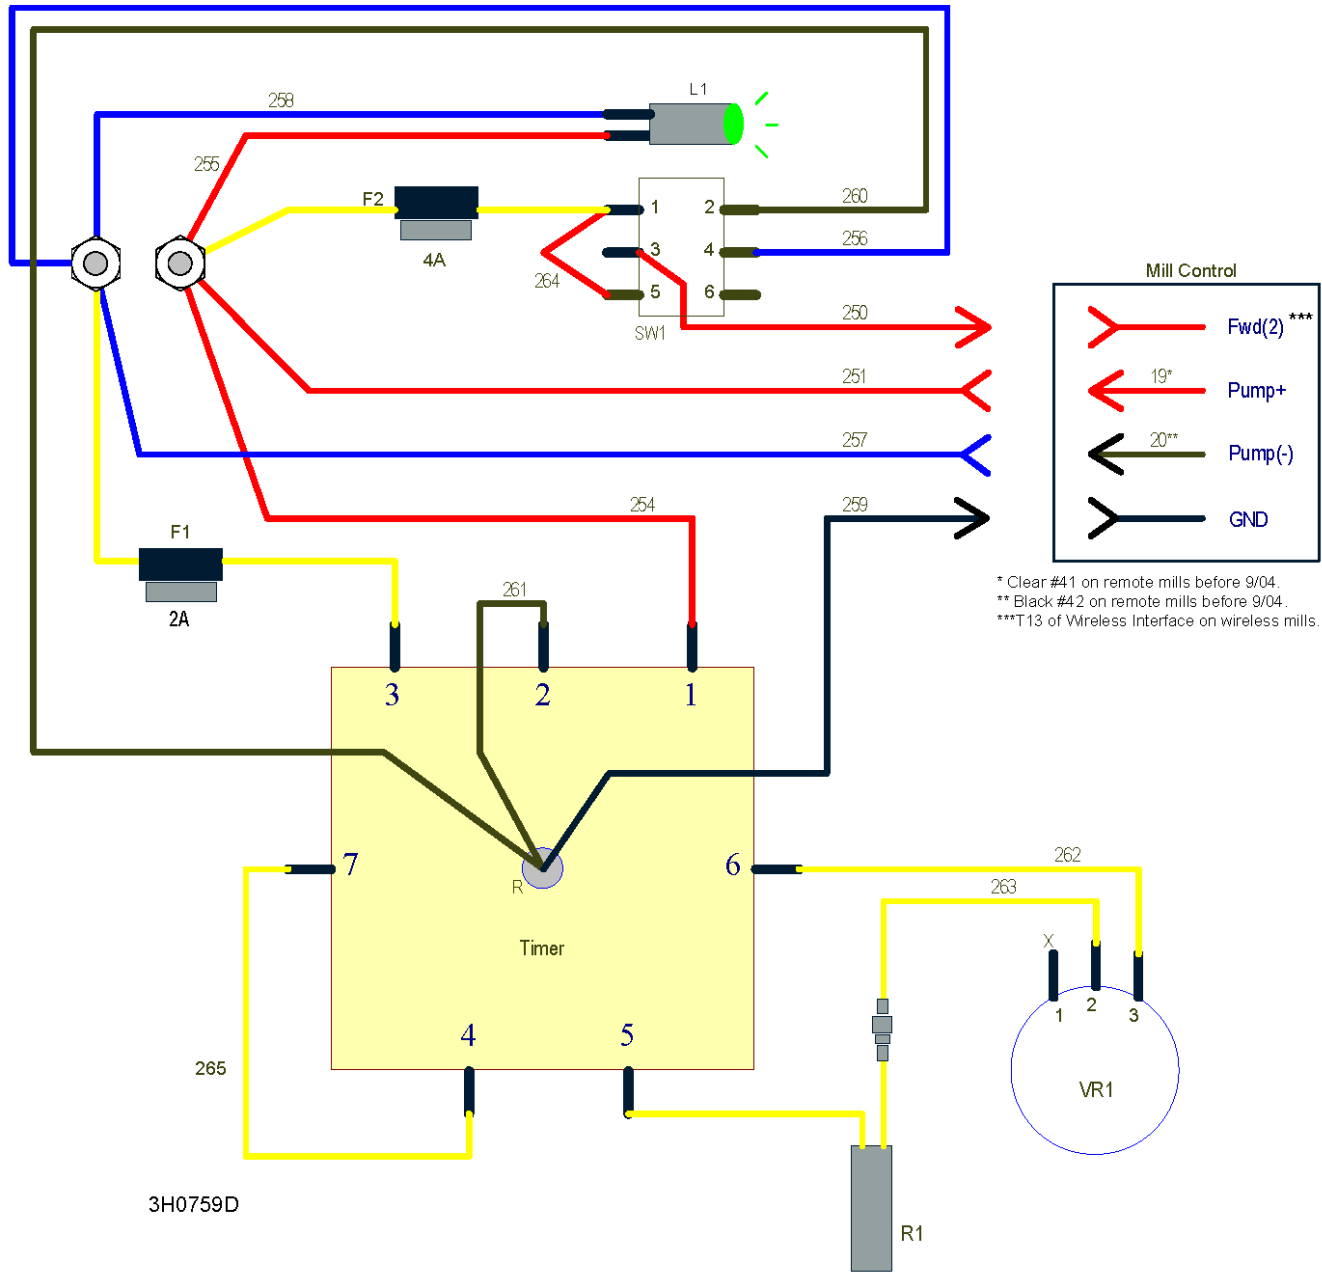 L1
258
255
F2
4A
1
2
260
3
4
256
264
5
6
SW1
250
Mill Control
Fwd(2) ***
251
19*
Pump+
257
20**
Pump(-)
254
259
GND
F1
2A
* Clear #41 on remote mills before 9/04.
** Black #42 on remote mills before 9/04.
***T13 of Wireless Interface on wireless mills.
261
3
2
1
7
6
R
Timer
262
263
X
1
2
3
4
5
265
VR1
3H0759D
R1